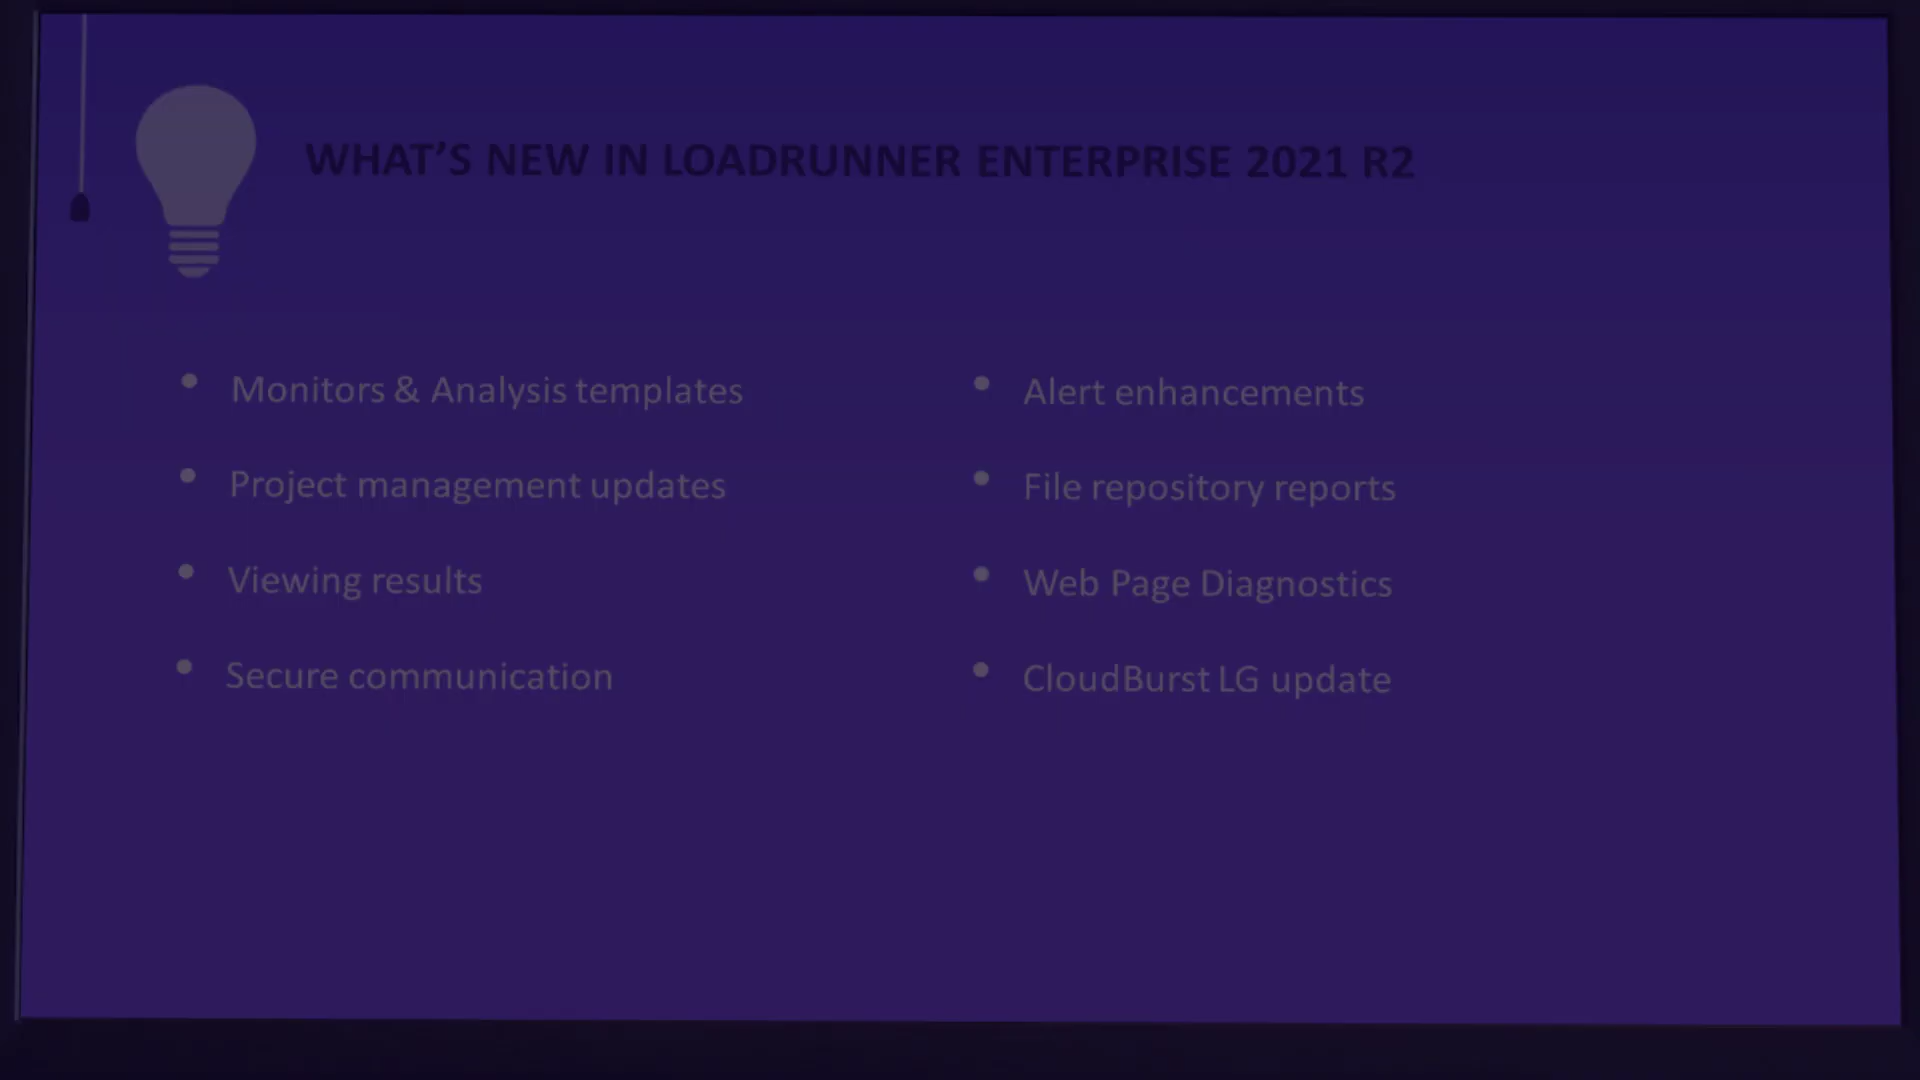 WHAT'S NEW IN LOADRUNNER ENTERPRISE 2021 R2
• Monitors & Analysis templates
• Project management updates
• Viewing results
• Secure communication
• Alert enhancements
• File repository reports
• Web Page Diagnostics
• CloudBurst LG update